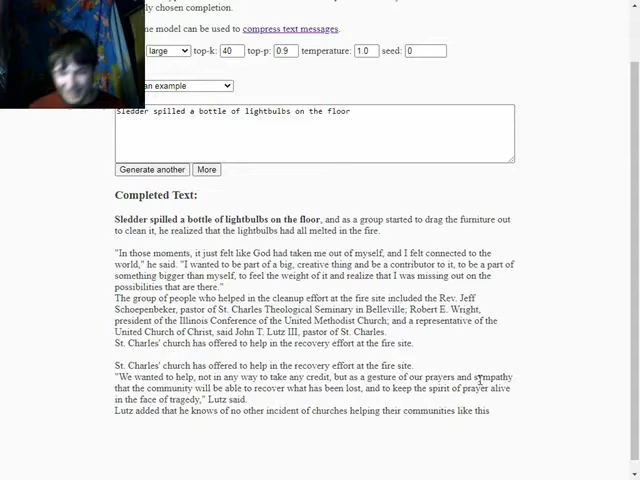 ly chosen completion.
me model can be used to compress text messages.
large top-k: 40 top-p: 0.9 temperature: 1.0 seed: 0
an example
Sledder spilled a bottle of lightbulbs on the floor
Generate another More
Completed Text:
Sledder spilled a bottle of lightbulbs on the floor, and as a group started to drag the furniture out
to clean it, he realized that the lightbulbs had all melted in the fire.
"In those moments, it just felt like God had taken me out of myself, and I felt connected to the
world," he said. "I wanted to be part of a big, creative thing and be a contributor to it, to be a part of
something bigger than myself, to feel the weight of it and realize that I was missing out on the
possibilities that are there."
The group of people who helped in the cleanup effort at the fire site included the Rev. Jeff
Schoepenbeker, pastor of St. Charles Theological Seminary in Belleville; Robert E. Wright,
president of the Illinois Conference of the United Methodist Church; and a representative of the
United Church of Christ, said John T. Lutz III, pastor of St. Charles.
St. Charles' church has offered to help in the recovery effort at the fire site.
St. Charles' church has offered to help in the recovery effort at the fire site.
"We wanted to help, not in any way to take any credit, but as a gesture of our prayers and sympathy
that the community will be able to recover what has been lost, and to keep the spirit of prayer alive
in the face of tragedy," Lutz said.
Lutz added that he knows of no other incident of churches helping their communities like this